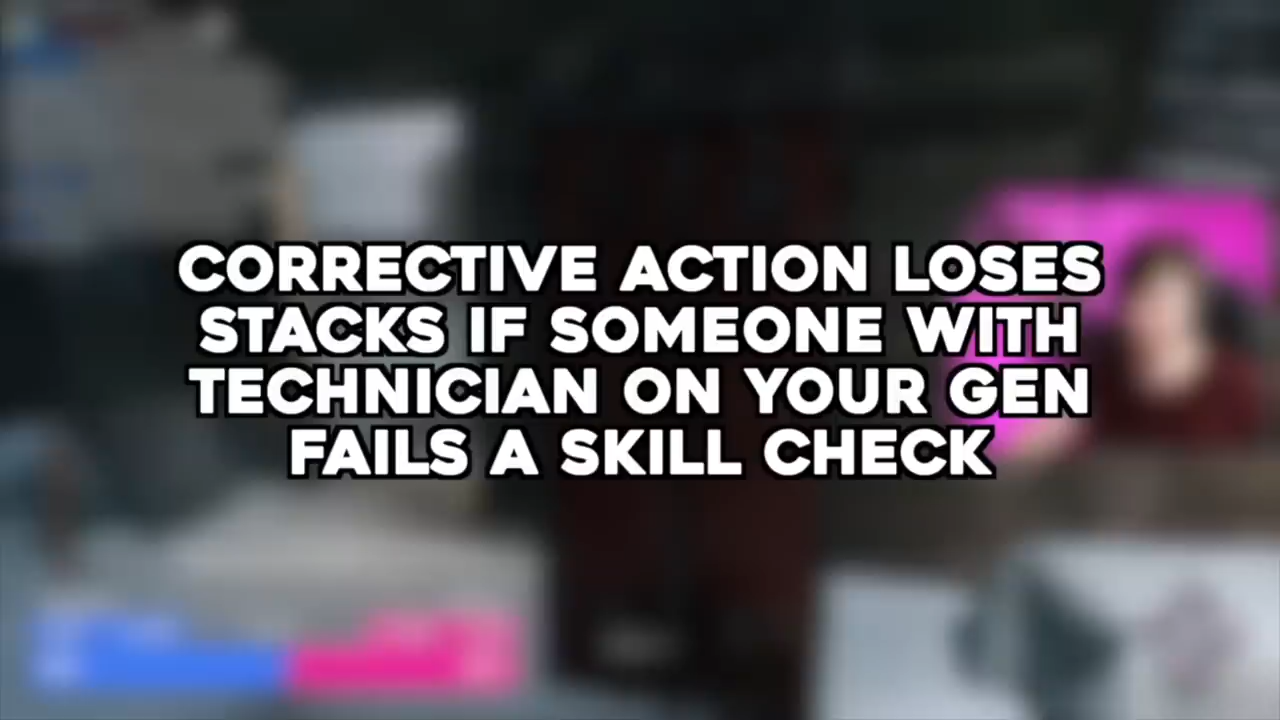 CORRECTIVE ACTION LOSES
STACKS IF SOMEONE WITH
TECHNICIAN ON YOUR GEN
FAILS A SKILL CHECK